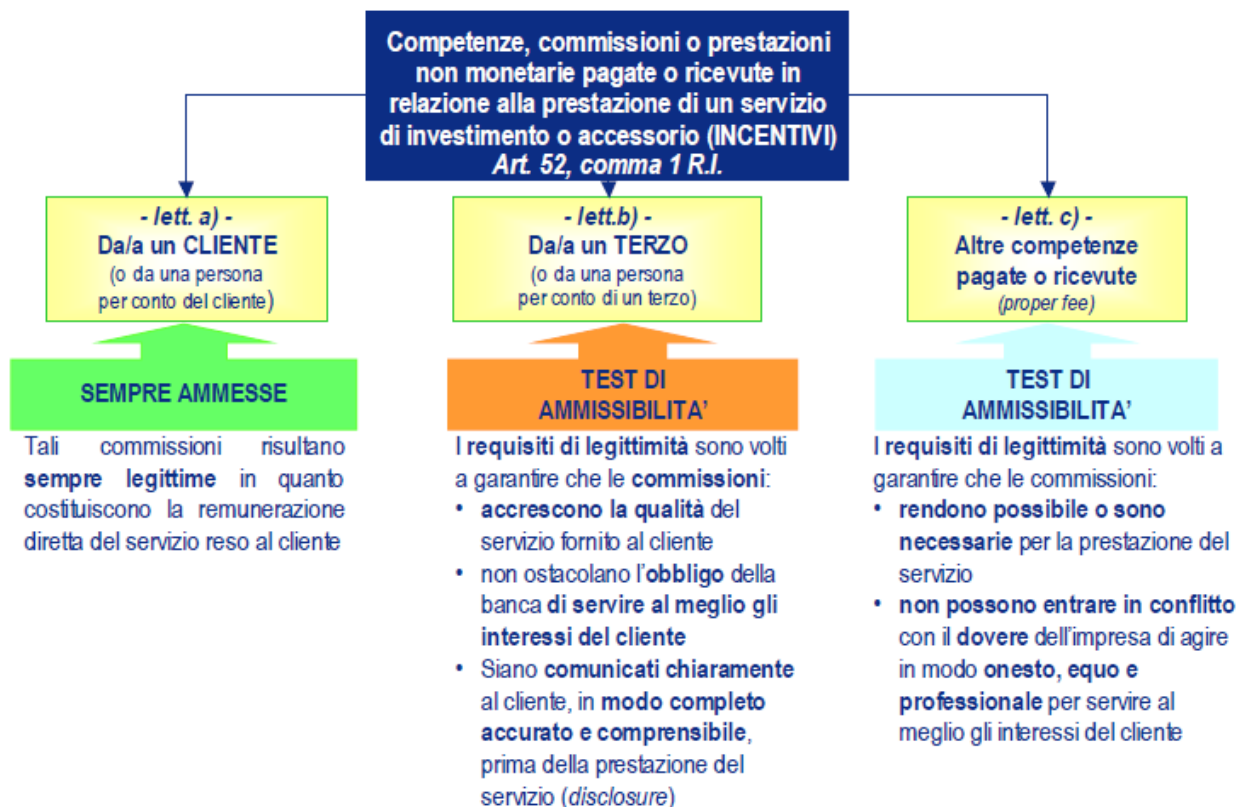 Competenze, commissioni o prestazioni
non monetarie pagate o ricevute in
relazione alla prestazione di un servizio
di investimento o accessorio (INCENTIVI)
Art. 52, comma 1 R.I.
- lett. a) -
Da/a un CLIENTE
(o da una persona
per conto del cliente)
SEMPRE AMMESSE
Tali commissioni risultano
sempre legittime in quanto
costituiscono la remunerazione
diretta del servizio reso al cliente
- lett.b) -
Da/a un TERZO
(o da una persona
per conto di un terzo)
TEST DI
AMMISSIBILITA’
I requisiti di legittimità sono volti
a garantire che le commissioni:
• accrescono la qualità del
servizio fornito al cliente
• non ostacolano l’obbligo della
banca di servire al meglio gli
interessi del cliente
• Siano comunicati chiaramente
al cliente, in modo completo
accurato e comprensibile,
prima della prestazione del
servizio (disclosure)
- lett. c) -
Altre competenze
pagate o ricevute
(proper fee)
TEST DI
AMMISSIBILITA’
I requisiti di legittimità sono volti a
garantire che le commissioni:
• rendono possibile o sono
necessarie per la prestazione del
servizio
• non possono entrare in conflitto
con il dovere dell’impresa di agire
in modo onesto, equo e
professionale per servire al
meglio gli interessi del cliente